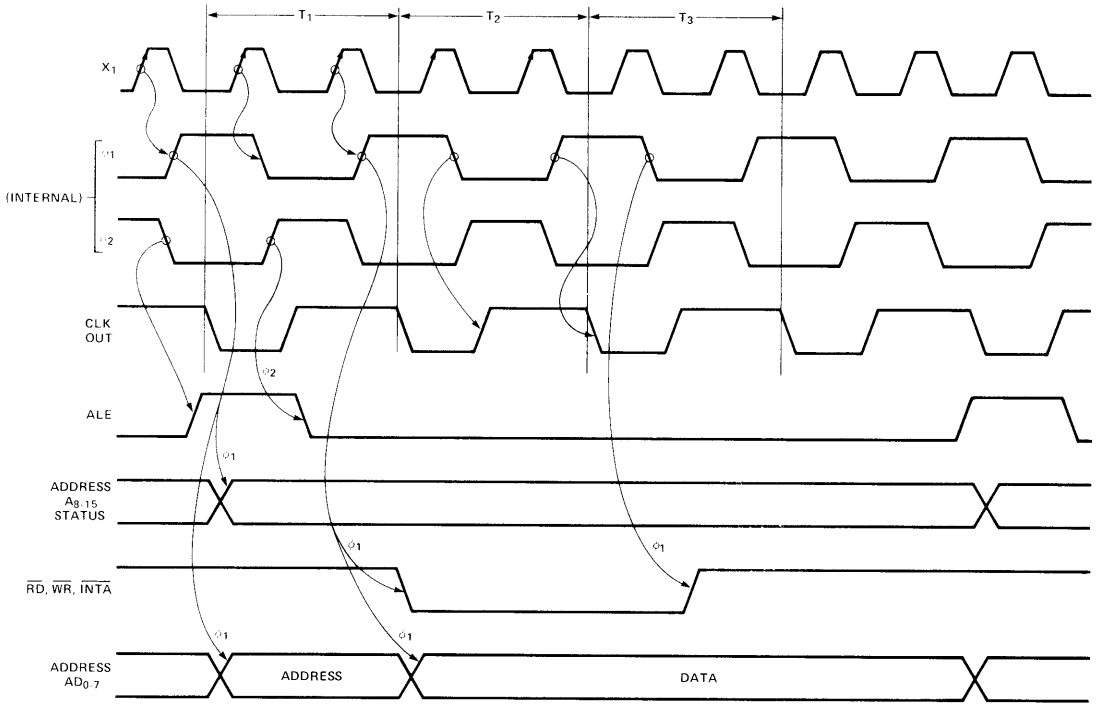 T1 T2 T3
X1
φ1
(INTERNAL)
φ2
CLK
OUT
φ2
ALE
φ1
ADDRESS
A8-15
STATUS
φ1 φ1
RD, WR, INTA
φ1 φ1
ADDRESS
AD0-7
ADDRESS DATA